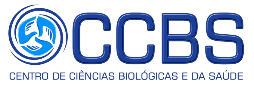 CCBS
CENTRO DE CIÊNCIAS BIOLÓGICAS E DA SAÚDE